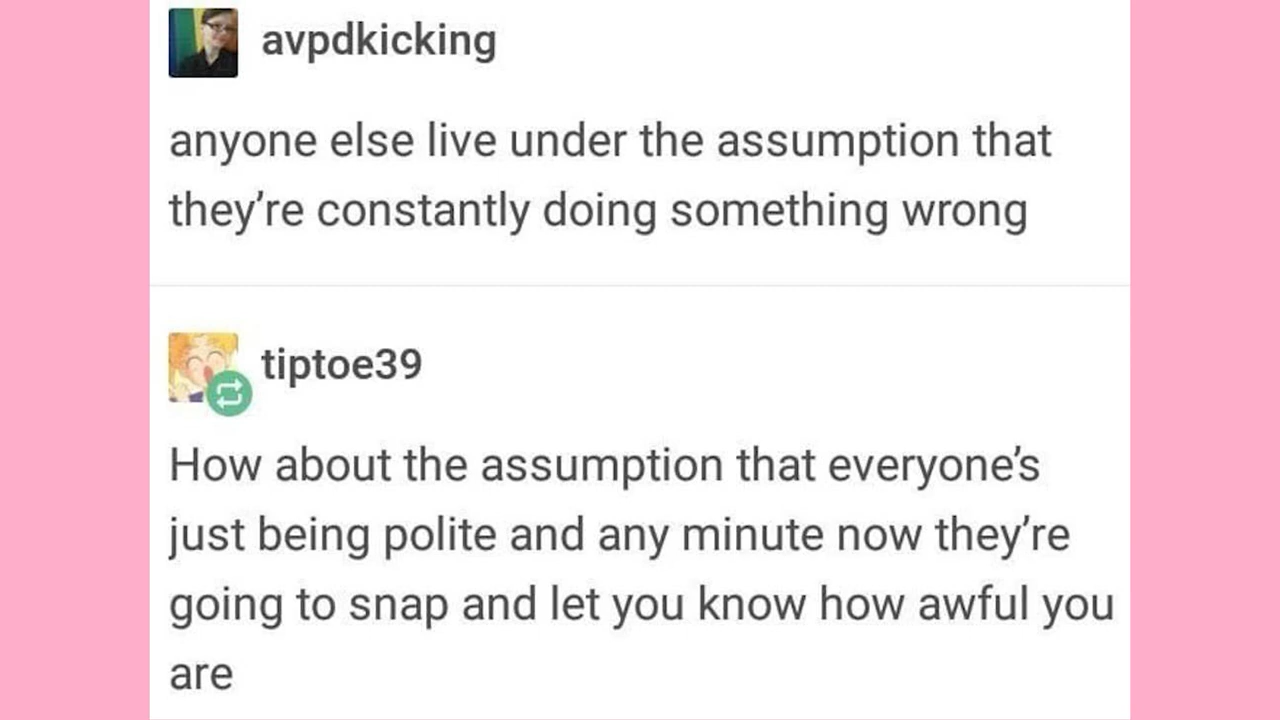 avpdkicking
anyone else live under the assumption that
they’re constantly doing something wrong
tiptoe39
How about the assumption that everyone’s
just being polite and any minute now they’re
going to snap and let you know how awful you
are